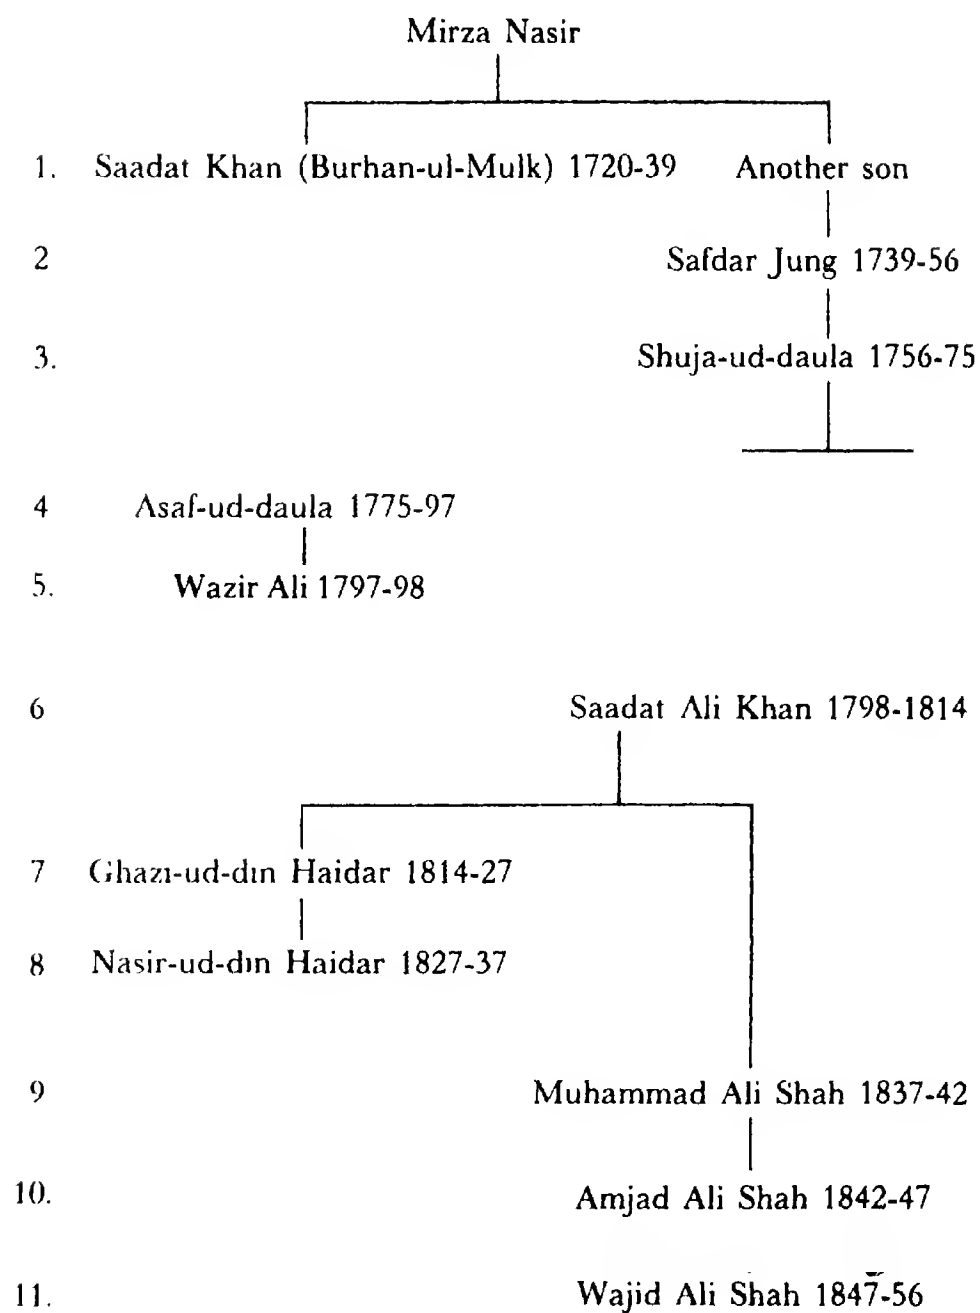 Mirza Nasir
1. Saadat Khan (Burhan-ul-Mulk) 1720-39 Another son
2 Safdar Jung 1739-56
3. Shuja-ud-daula 1756-75
4 Asaf-ud-daula 1775-97
5. Wazir Ali 1797-98
6 Saadat Ali Khan 1798-1814
7 Ghazi-ud-din Haidar 1814-27
8 Nasir-ud-din Haidar 1827-37
9 Muhammad Ali Shah 1837-42
10. Amjad Ali Shah 1842-47
11. Wajid Ali Shah 1847-56